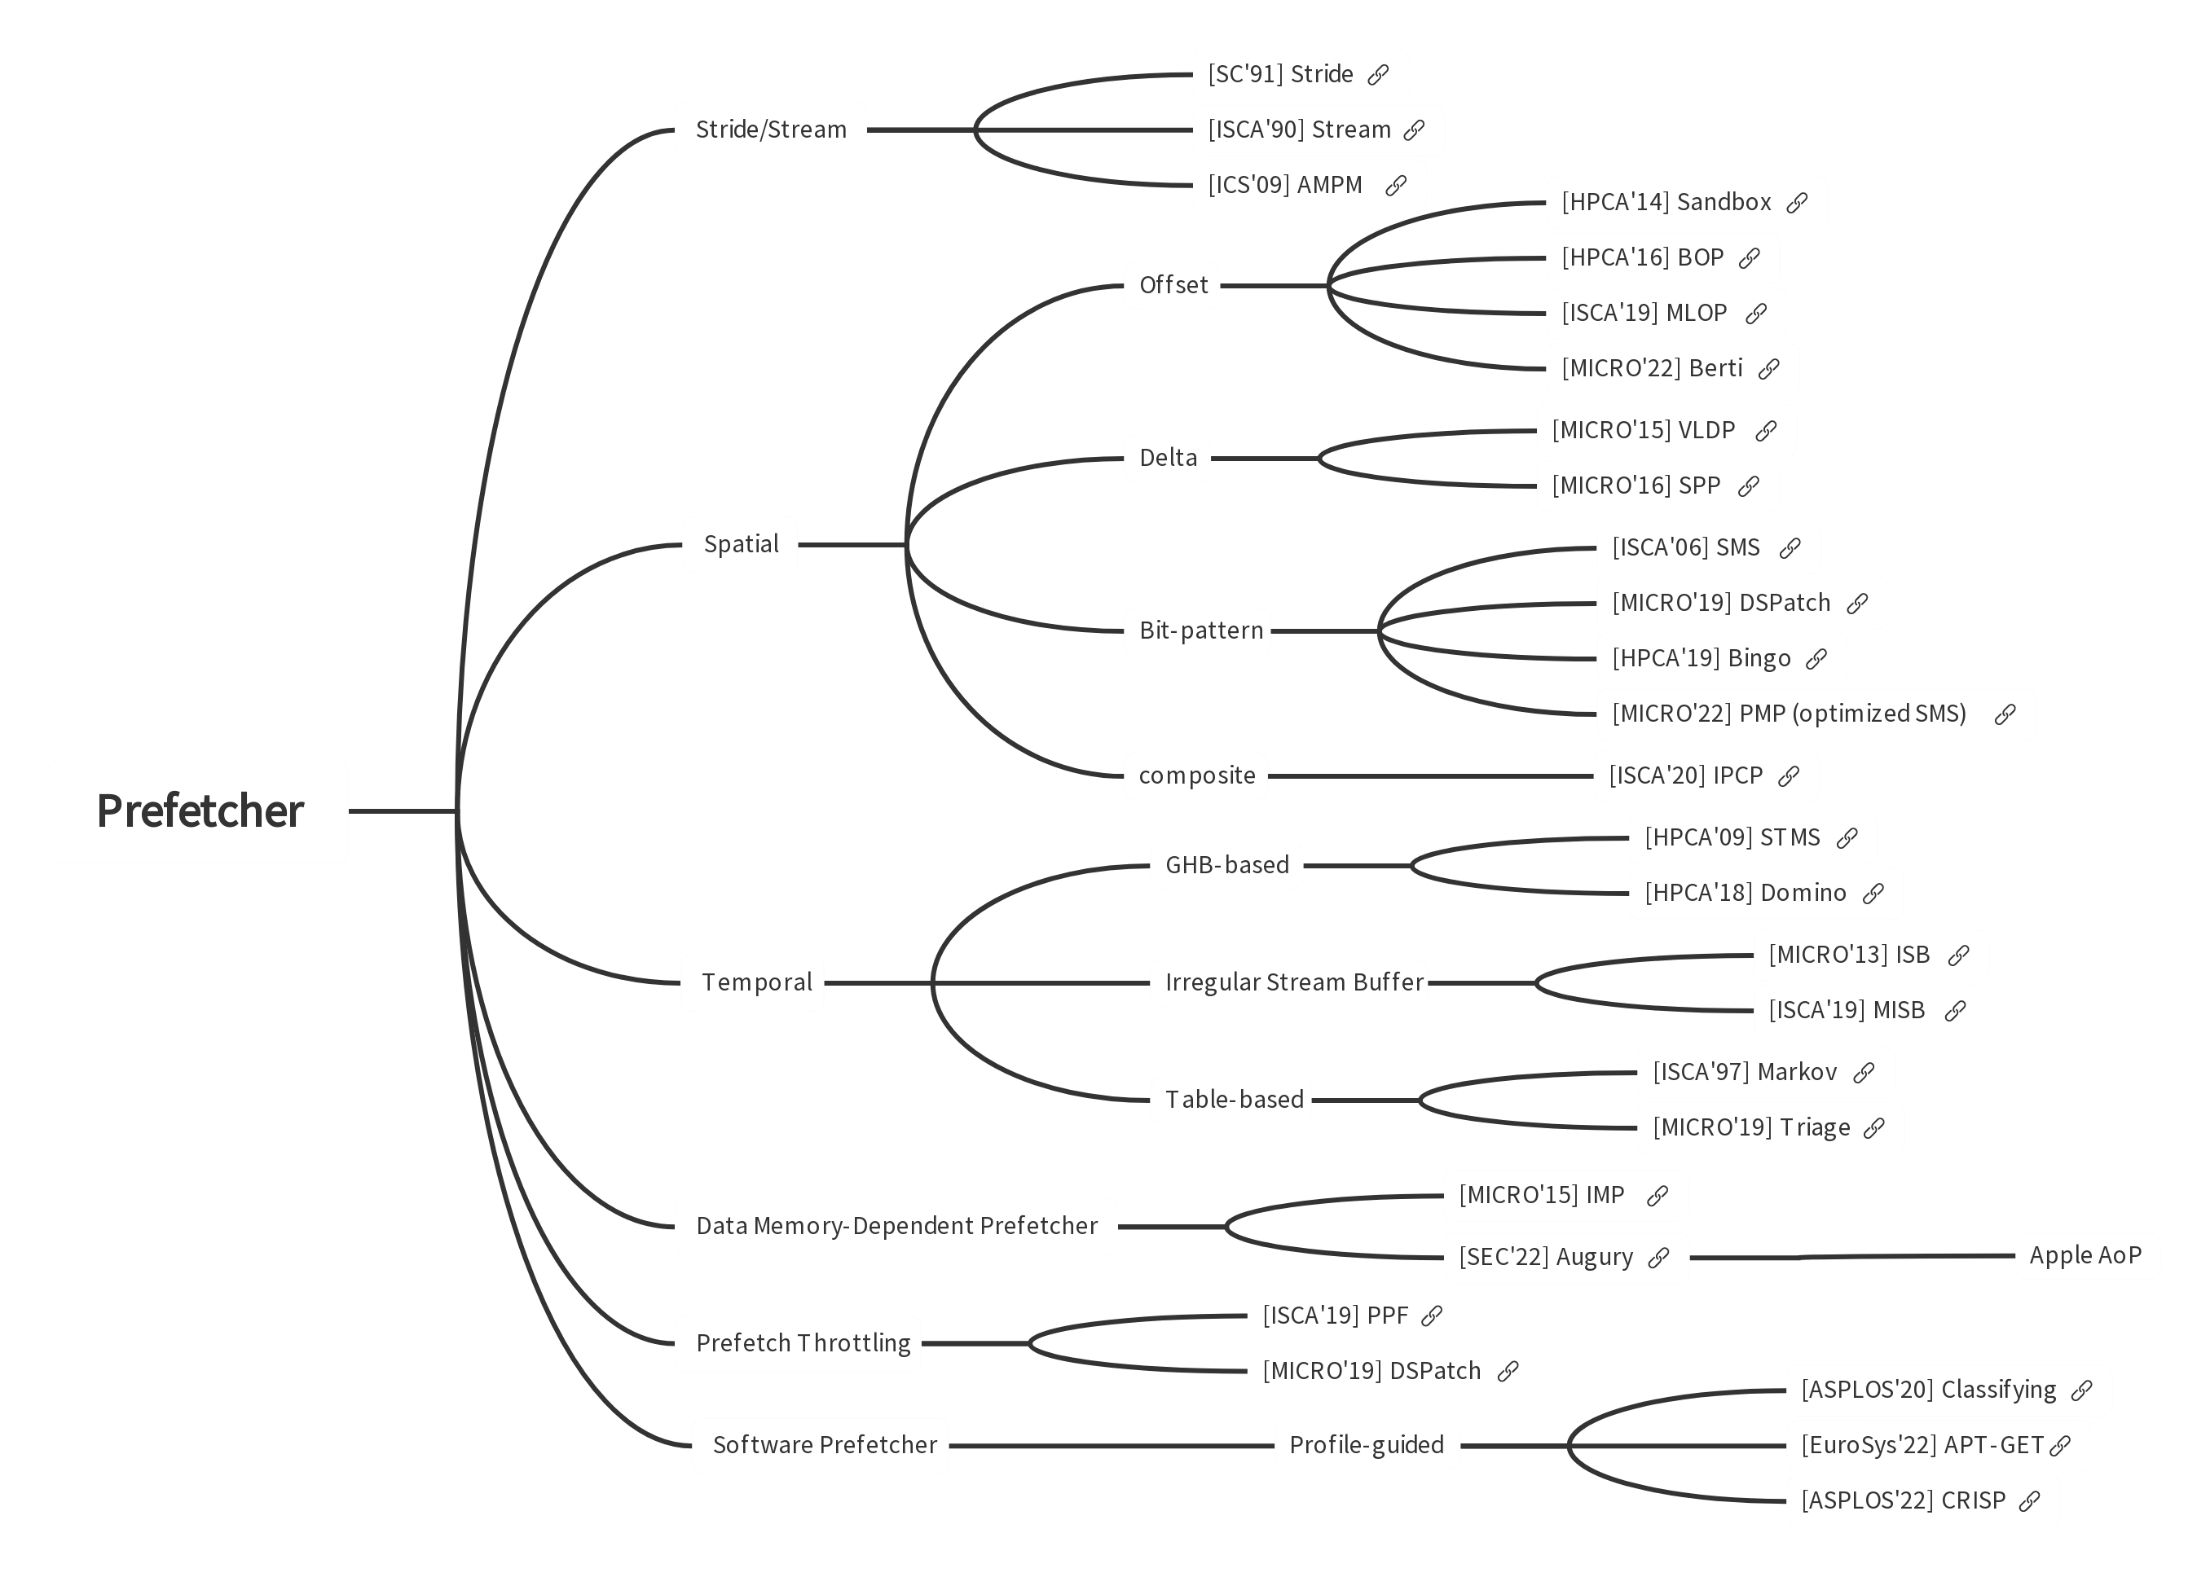 Prefetcher
Stride/Stream
[SC'91] Stride
[ISCA'90] Stream
[ICS'09] AMPM
Spatial
Offset
[HPCA'14] Sandbox
[HPCA'16] BOP
[ISCA'19] MLOP
[MICRO'22] Berti
Delta
[MICRO'15] VLDP
[MICRO'16] SPP
Bit-pattern
[ISCA'06] SMS
[MICRO'19] DSPatch
[HPCA'19] Bingo
[MICRO'22] PMP (optimized SMS)
composite
[ISCA'20] IPCP
Temporal
GHB-based
[HPCA'09] STMS
[HPCA'18] Domino
Irregular Stream Buffer
[MICRO'13] ISB
[ISCA'19] MISB
Table-based
[ISCA'97] Markov
[MICRO'19] Triage
Data Memory-Dependent Prefetcher
[MICRO'15] IMP
[SEC'22] Augury
Apple AoP
Prefetch Throttling
[ISCA'19] PPF
[MICRO'19] DSPatch
Software Prefetcher
Profile-guided
[ASPLOS'20] Classifying
[EuroSys'22] APT-GET
[ASPLOS'22] CRISP